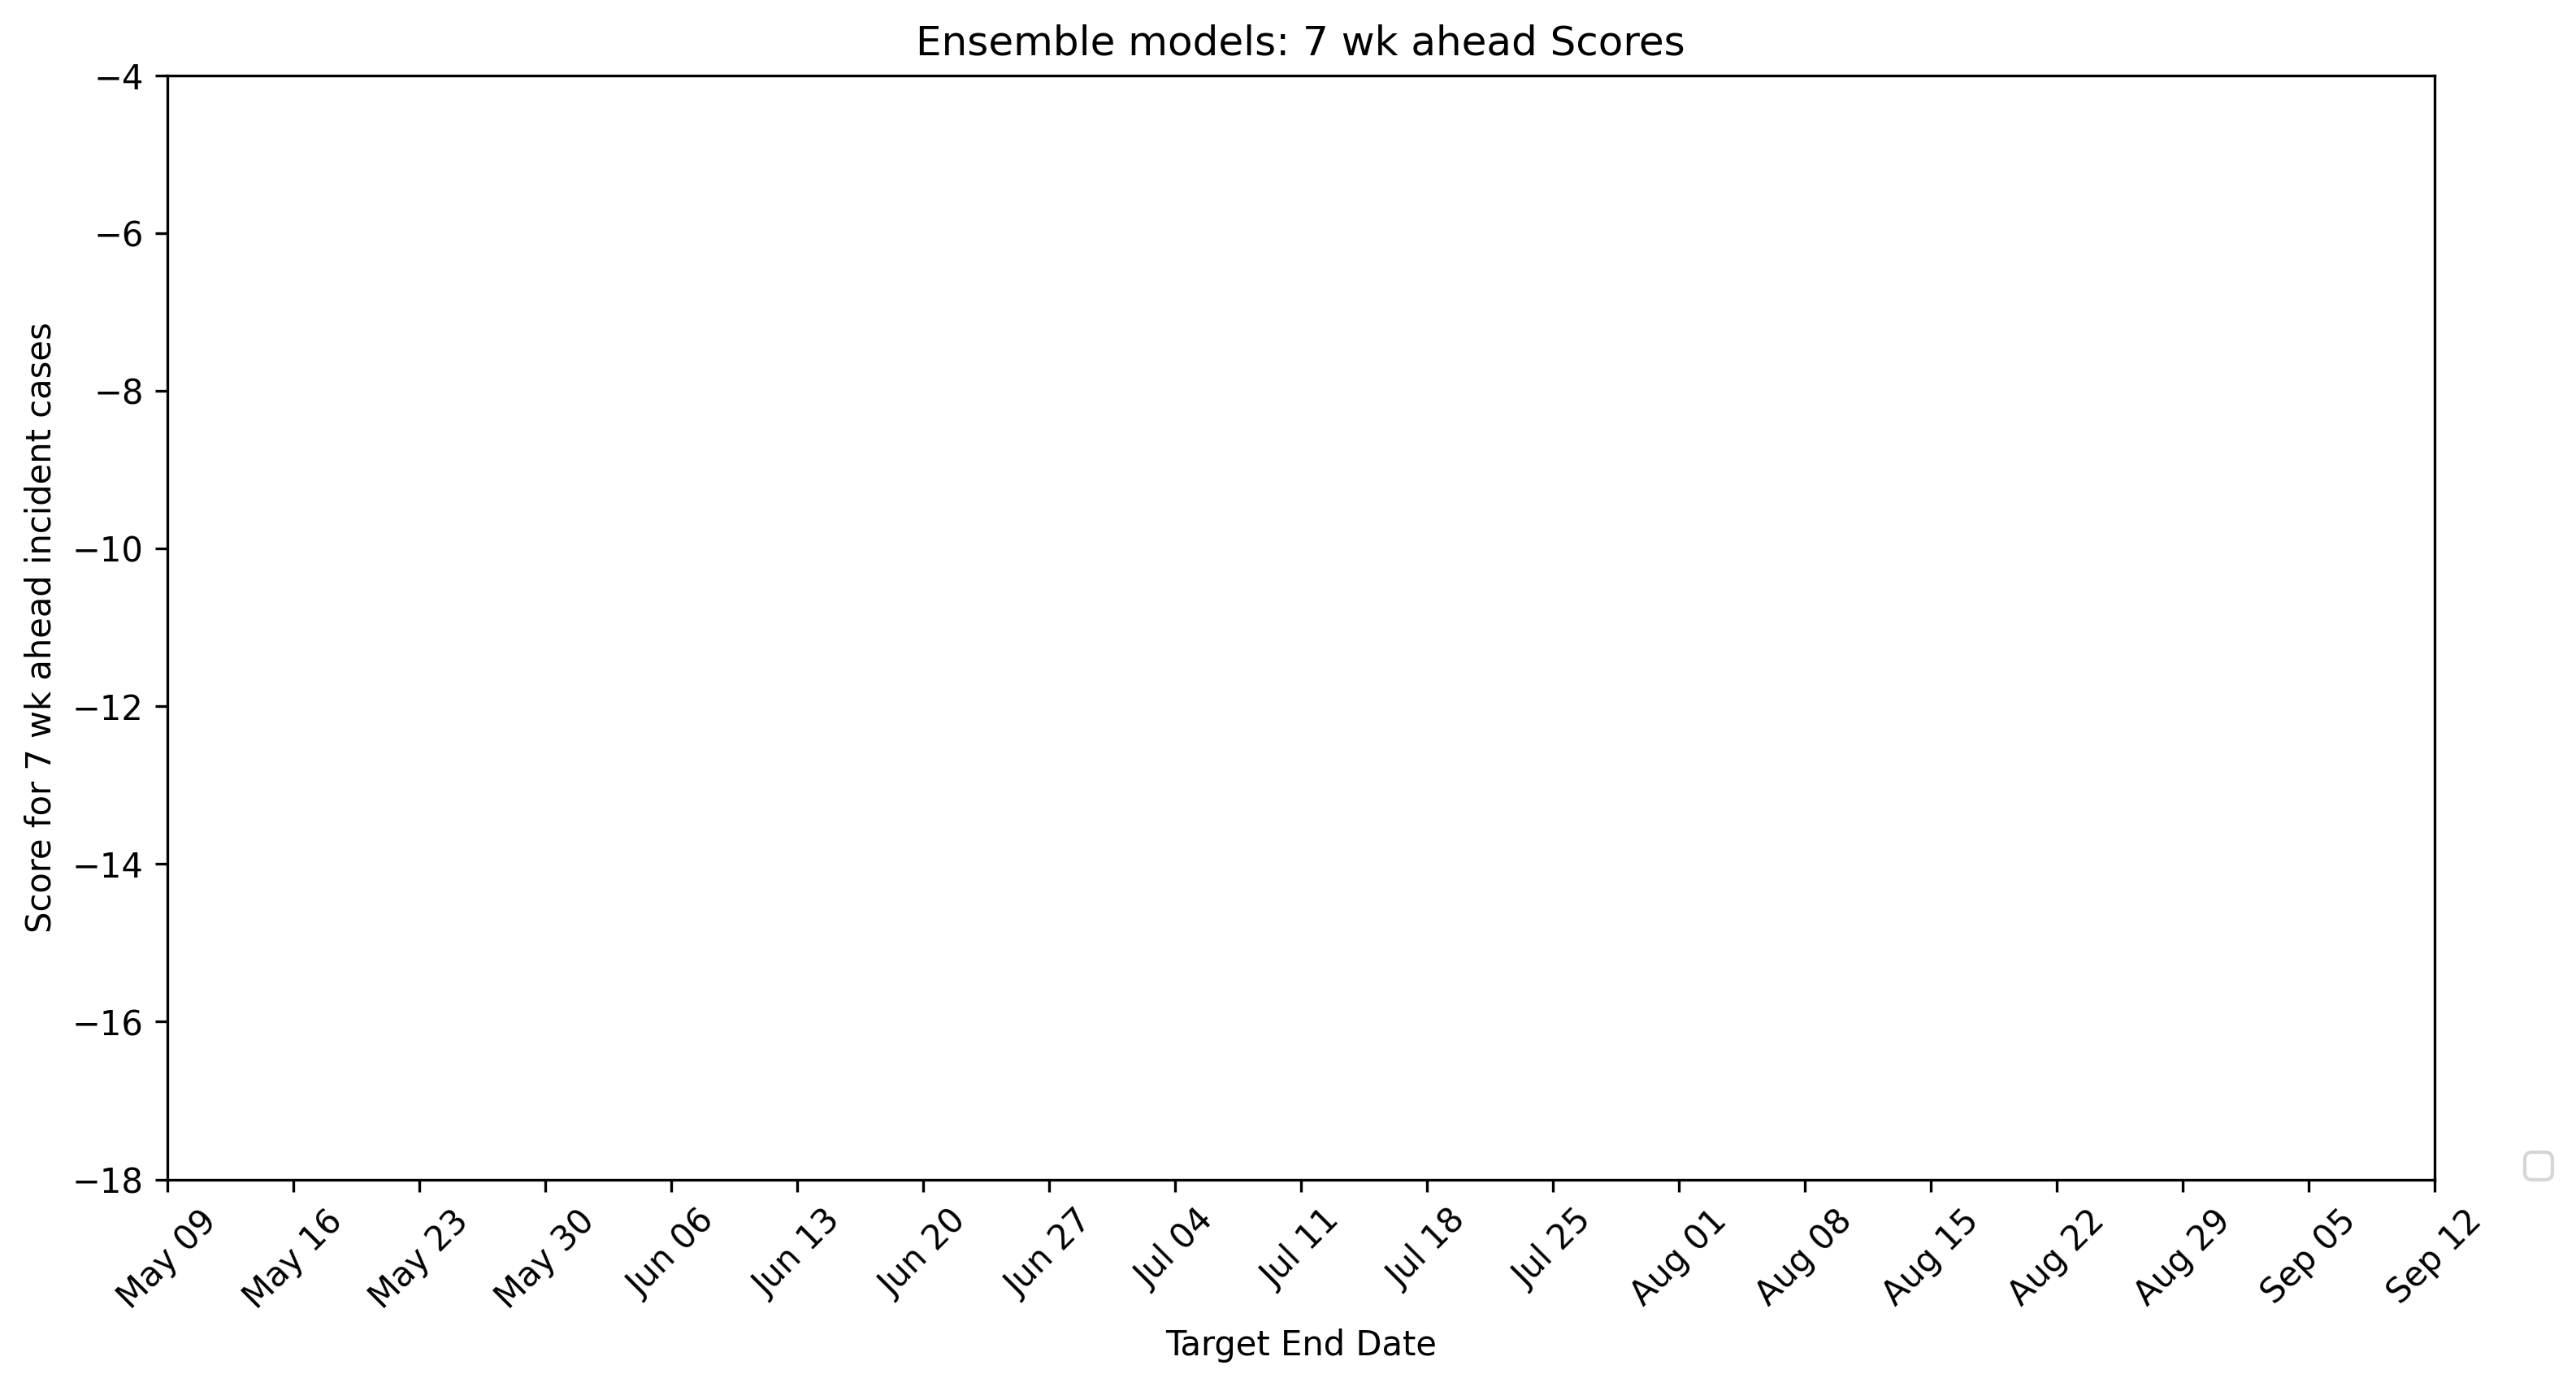 Ensemble models: 7 wk ahead Scores
Score for 7 wk ahead incident cases
−4
−6
−8
−10
−12
−14
−16
−18
May 09
May 16
May 23
May 30
Jun 06
Jun 13
Jun 20
Jun 27
Jul 04
Jul 11
Jul 18
Jul 25
Aug 01
Aug 08
Aug 15
Aug 22
Aug 29
Sep 05
Sep 12
Target End Date